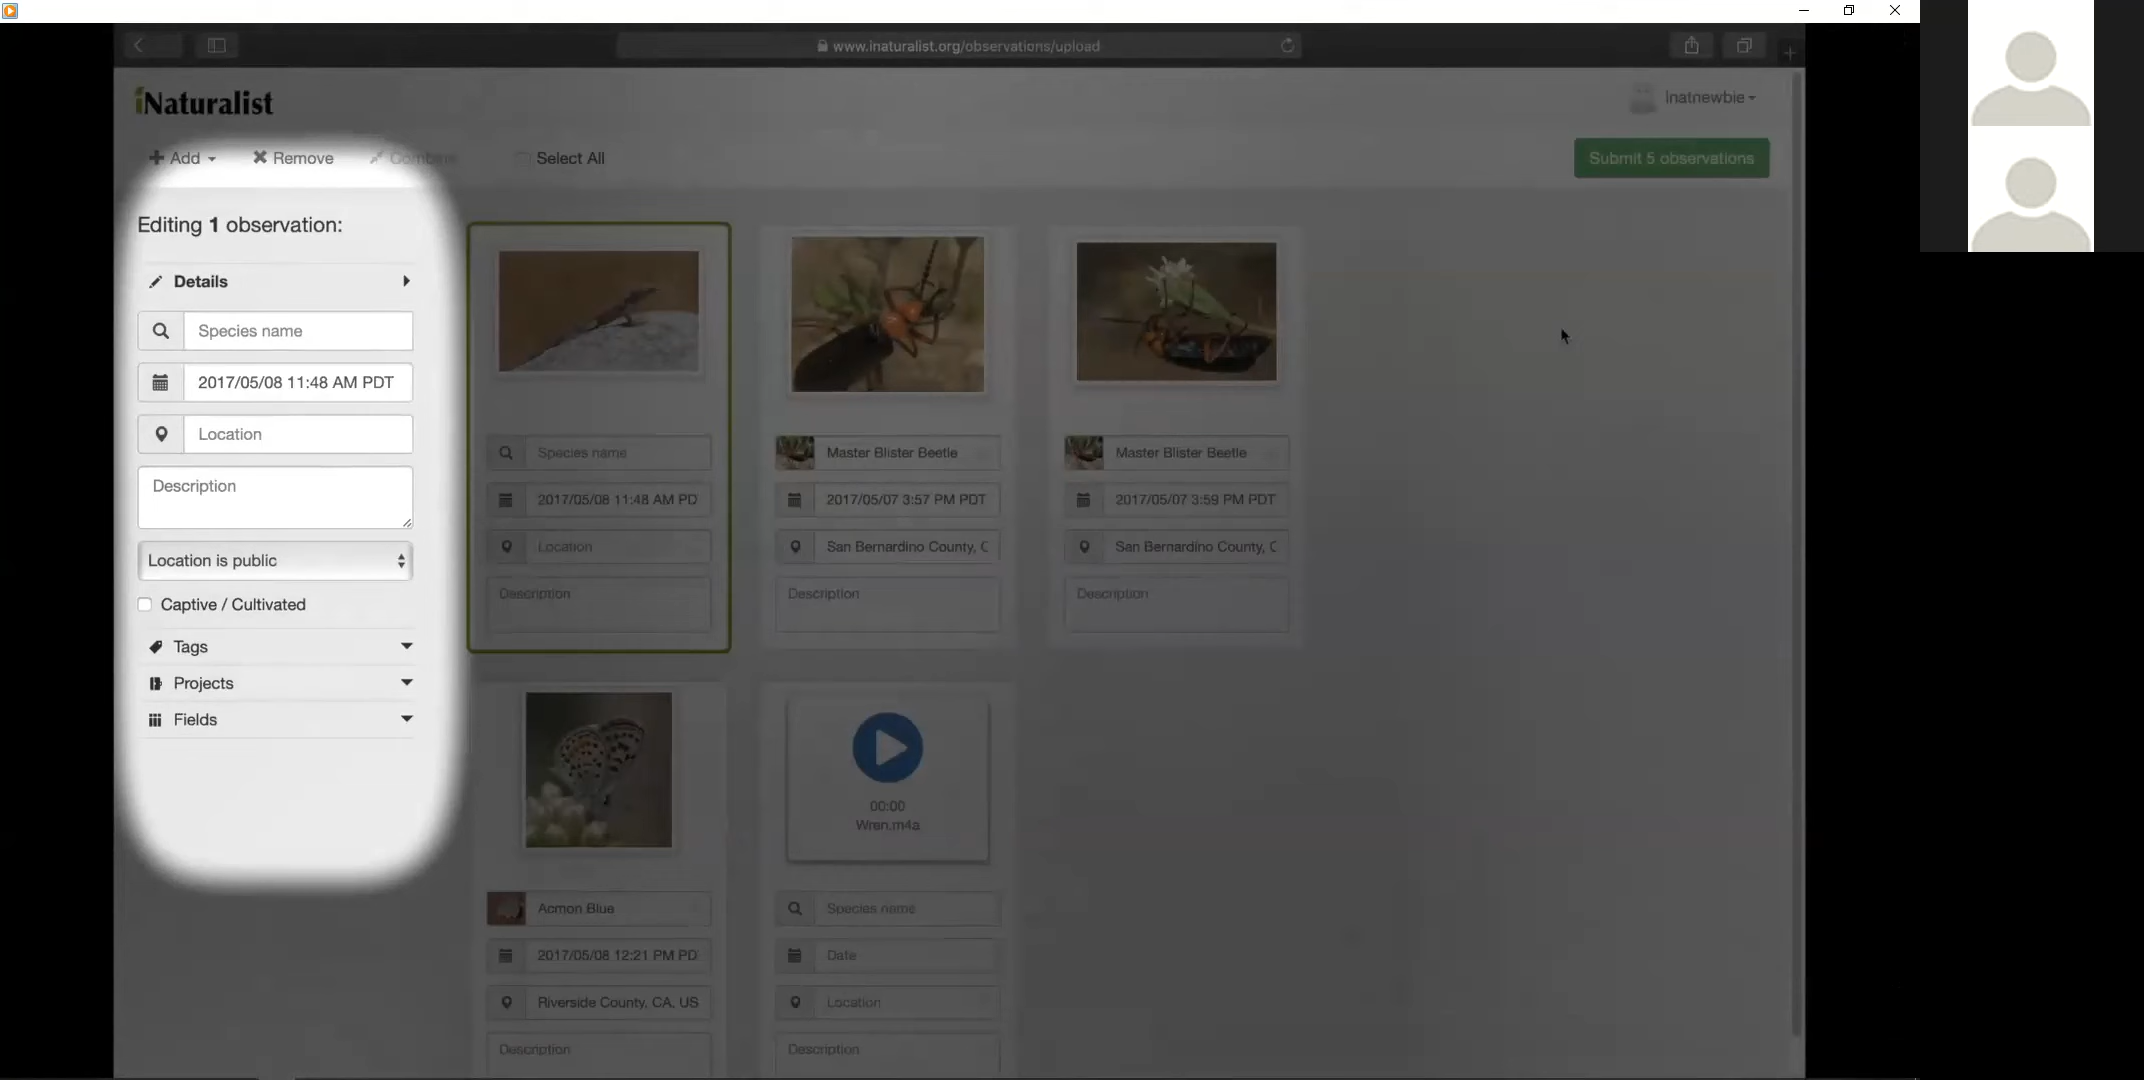 www.inaturalist.org/observations/upload
iNaturalist
Inatnewbie
Add
Remove
Combine
Select All
Submit 5 observations
Editing 1 observation:
Details
Species name
2017/05/08 11:48 AM PDT
Location
Description
Location is public
Captive / Cultivated
Tags
Projects
Fields
Species name
2017/05/08 11:48 AM PD
Location
Description
Master Blister Beetle
2017/05/07 3:57 PM PDT
San Bernardino County, C
Description
Master Blister Beetle
2017/05/07 3:59 PM PDT
San Bernardino County, C
Description
Acmon Blue
2017/05/08 12:21 PM PD
Riverside County, CA, US
Description
00:00
Wren.m4a
Species name
Date
Location
Description